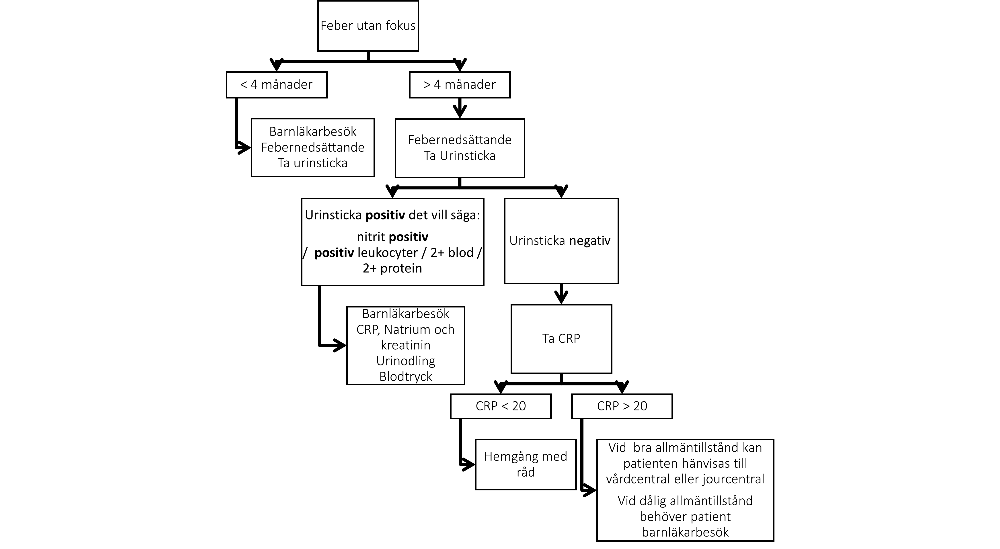 Feber utan fokus
< 4 månader
> 4 månader
Barnläkarbesök
Febernedsättande
Ta urinsticka
Febernedsättande
Ta Urinsticka
Urinsticka positiv det vill säga:
nitrit positiv
/ positiv leukocyter / 2+ blod /
2+ protein
Urinsticka negativ
Barnläkarbesök
CRP, Natrium och
kreatinin
Urinodling
Blodtryck
Ta CRP
CRP < 20
CRP > 20
Hemgång med
råd
Vid bra allmäntillstånd kan
patienten hänvisas till
vårdcentral eller jourcentral
Vid dålig allmäntillstånd
behöver patient
barnläkarbesök